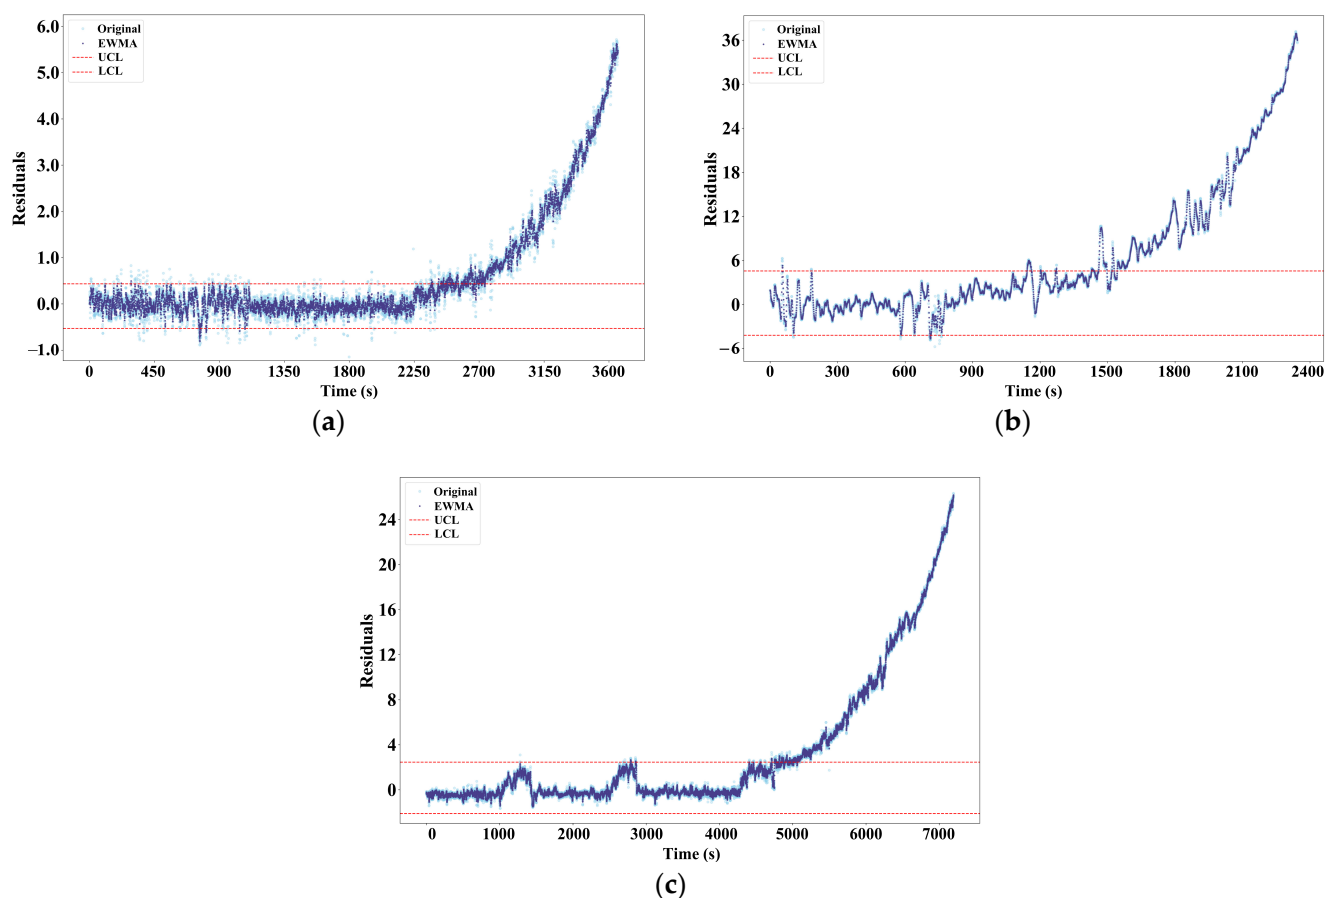 6.0
5.0
4.0
3.0
2.0
1.0
0.0
−1.0
Residuals
Original
EWMA
UCL
LCL
0 450 900 1350 1800 2250 2700 3150 3600
Time (s)
(a)
36
30
24
18
12
6
0
−6
Residuals
Original
EWMA
UCL
LCL
0 300 600 900 1200 1500 1800 2100 2400
Time (s)
(b)
24
20
16
12
8
4
0
Residuals
Original
EWMA
UCL
LCL
0 1000 2000 3000 4000 5000 6000 7000
Time (s)
(c)